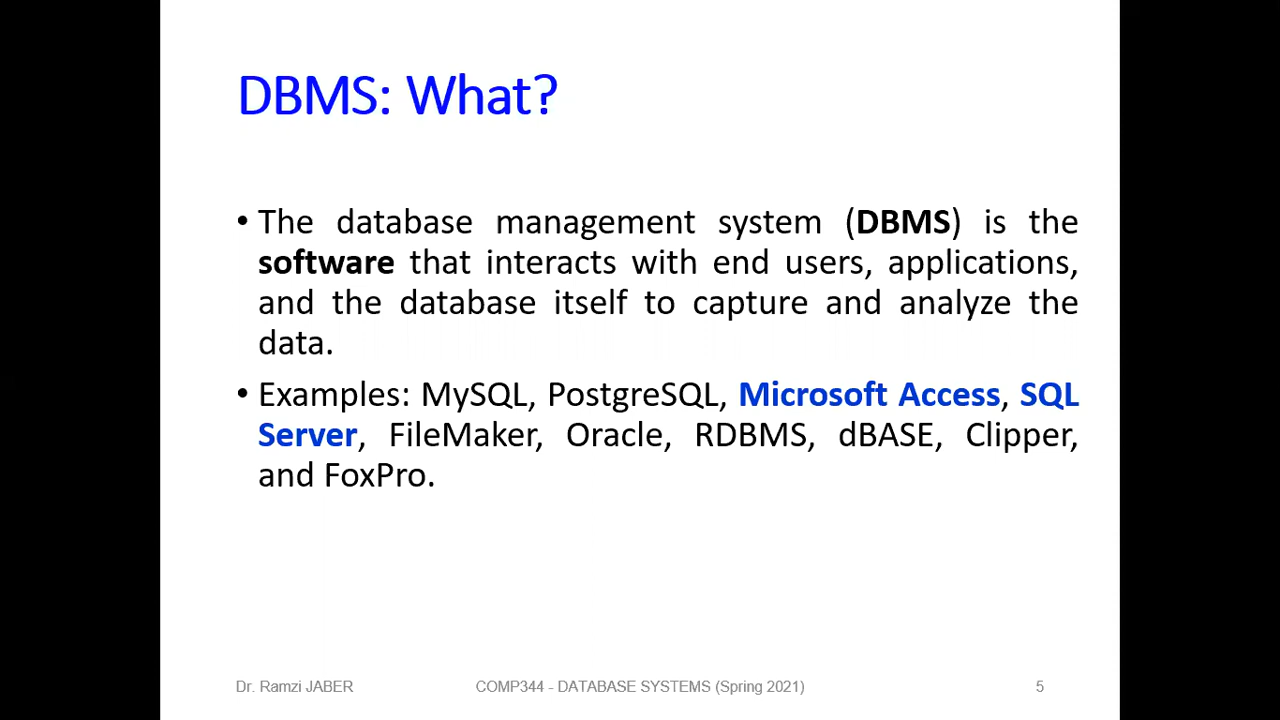 DBMS: What?
• The database management system (DBMS) is the
software that interacts with end users, applications,
and the database itself to capture and analyze the
data.
• Examples: MySQL, PostgreSQL, Microsoft Access, SQL
Server, FileMaker, Oracle, RDBMS, dBASE, Clipper,
and FoxPro.
Dr. Ramzi JABER COMP344 - DATABASE SYSTEMS (Spring 2021) 5